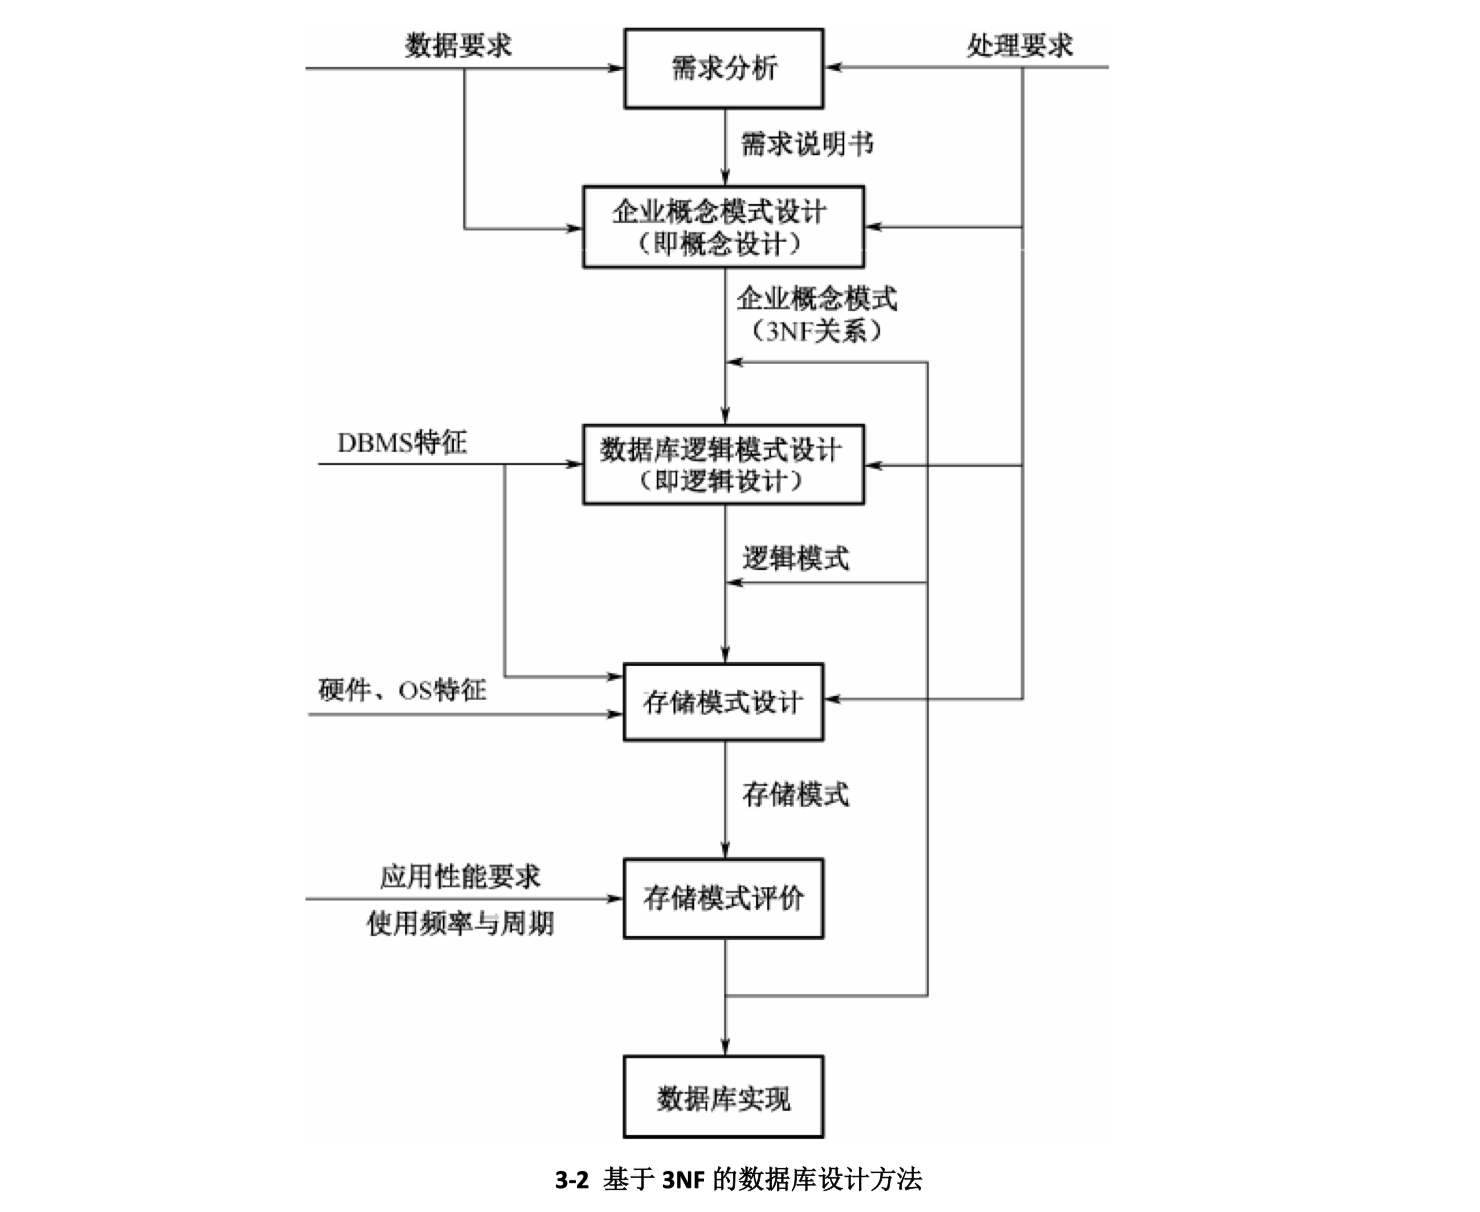 数据要求
需求分析
处理要求
需求说明书
企业概念模式设计
（即概念设计）
企业概念模式
（3NF关系）
DBMS特征
数据库逻辑模式设计
（即逻辑设计）
逻辑模式
硬件、OS特征
存储模式设计
存储模式
应用性能要求
存储模式评价
使用频率与周期
数据库实现
3-2 基于 3NF 的数据库设计方法